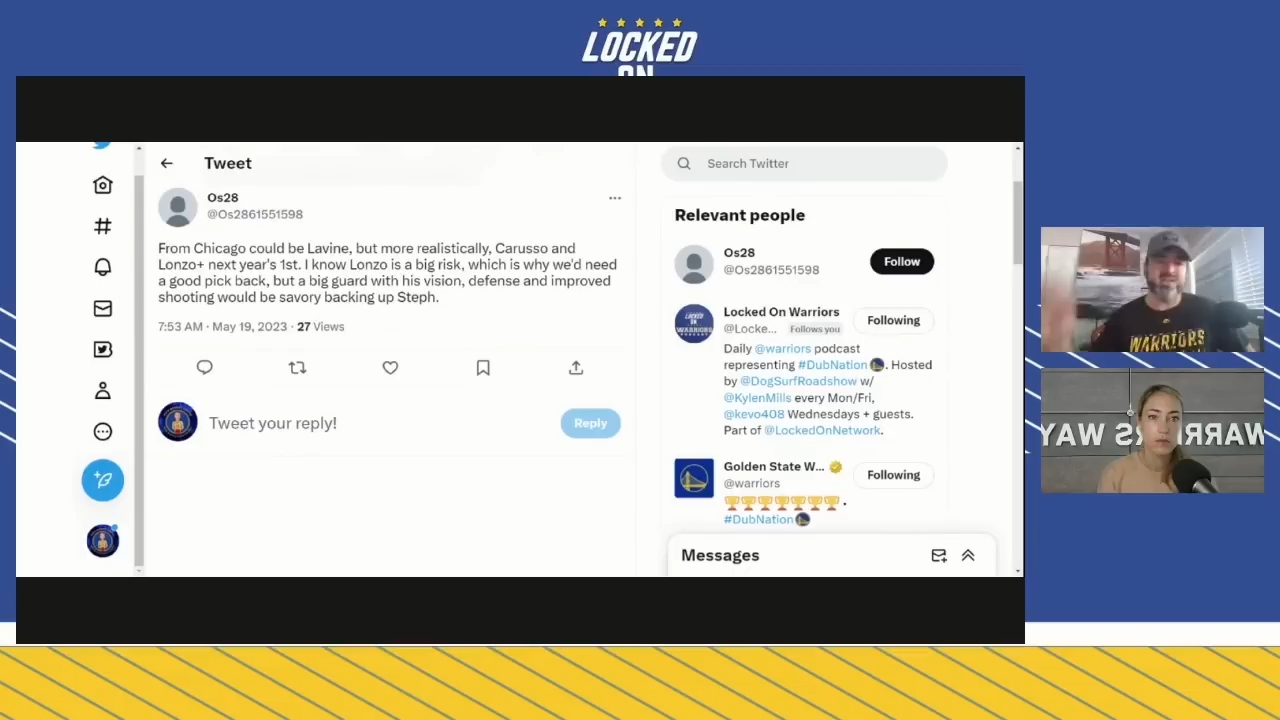 LOCKED
ON
Tweet
Os28
@Os2861551598
From Chicago could be Lavine, but more realistically, Carusso and
Lonzo+ next year's 1st. I know Lonzo is a big risk, which is why we'd need
a good pick back, but a big guard with his vision, defense and improved
shooting would be savory backing up Steph.
7:53 AM · May 19, 2023 · 27 Views
Tweet your reply!
Reply
Search Twitter
Relevant people
Os28
@Os2861551598
Follow
Locked On Warriors
@Locke... Follows you
Following
Daily @warriors podcast
representing #DubNation. Hosted
by @DogSurfRoadshow w/
@KylenMills every Mon/Fri,
@kevo408 Wednesdays + guests.
Part of @LockedOnNetwork.
Golden State W...
@warriors
Following
.
#DubNation
Messages
LOCKED
ON
WARRIORS
WARRIORS